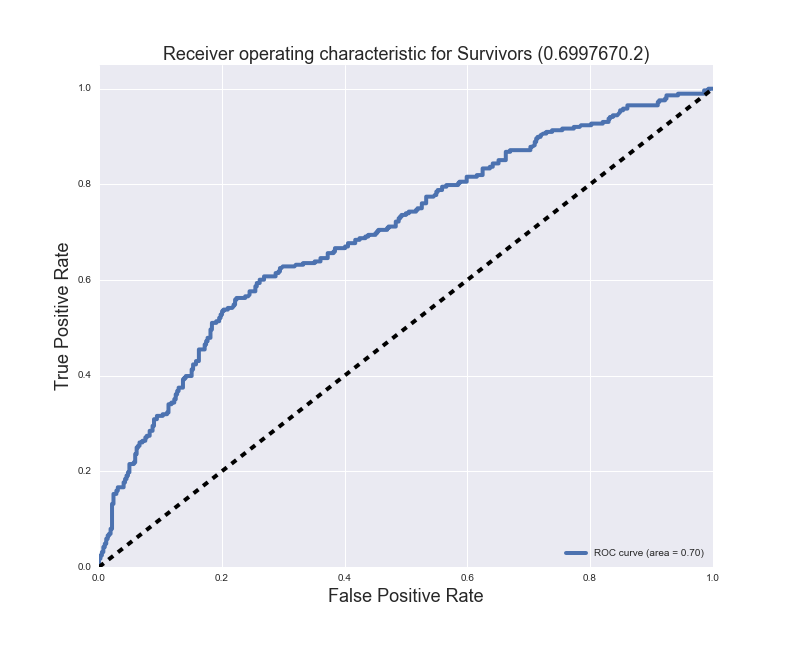 Receiver operating characteristic for Survivors (0.6997670.2)
1.0
0.8
0.6
0.4
0.2
0.0
True Positive Rate
ROC curve (area = 0.70)
0.0 0.2 0.4 0.6 0.8 1.0
False Positive Rate